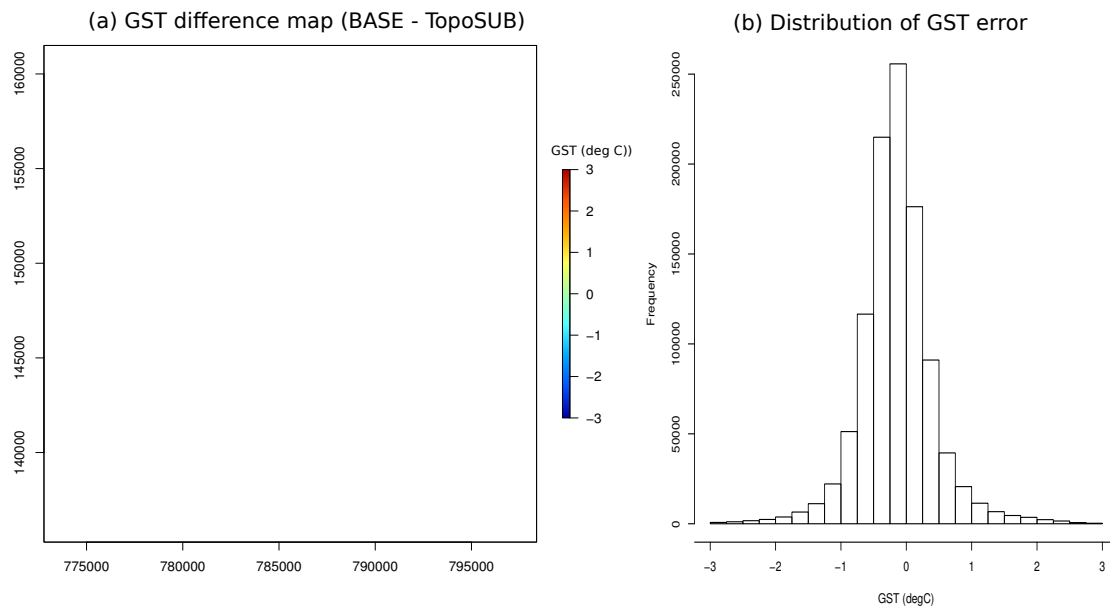 (a) GST difference map (BASE - TopoSUB)
160000
155000
150000
145000
140000
775000 780000 785000 790000 795000
GST (deg C))
3
2
1
0
−1
−2
−3
(b) Distribution of GST error
Frequency
250000
200000
150000
100000
50000
0
−3 −2 −1 0 1 2 3
GST (degC)